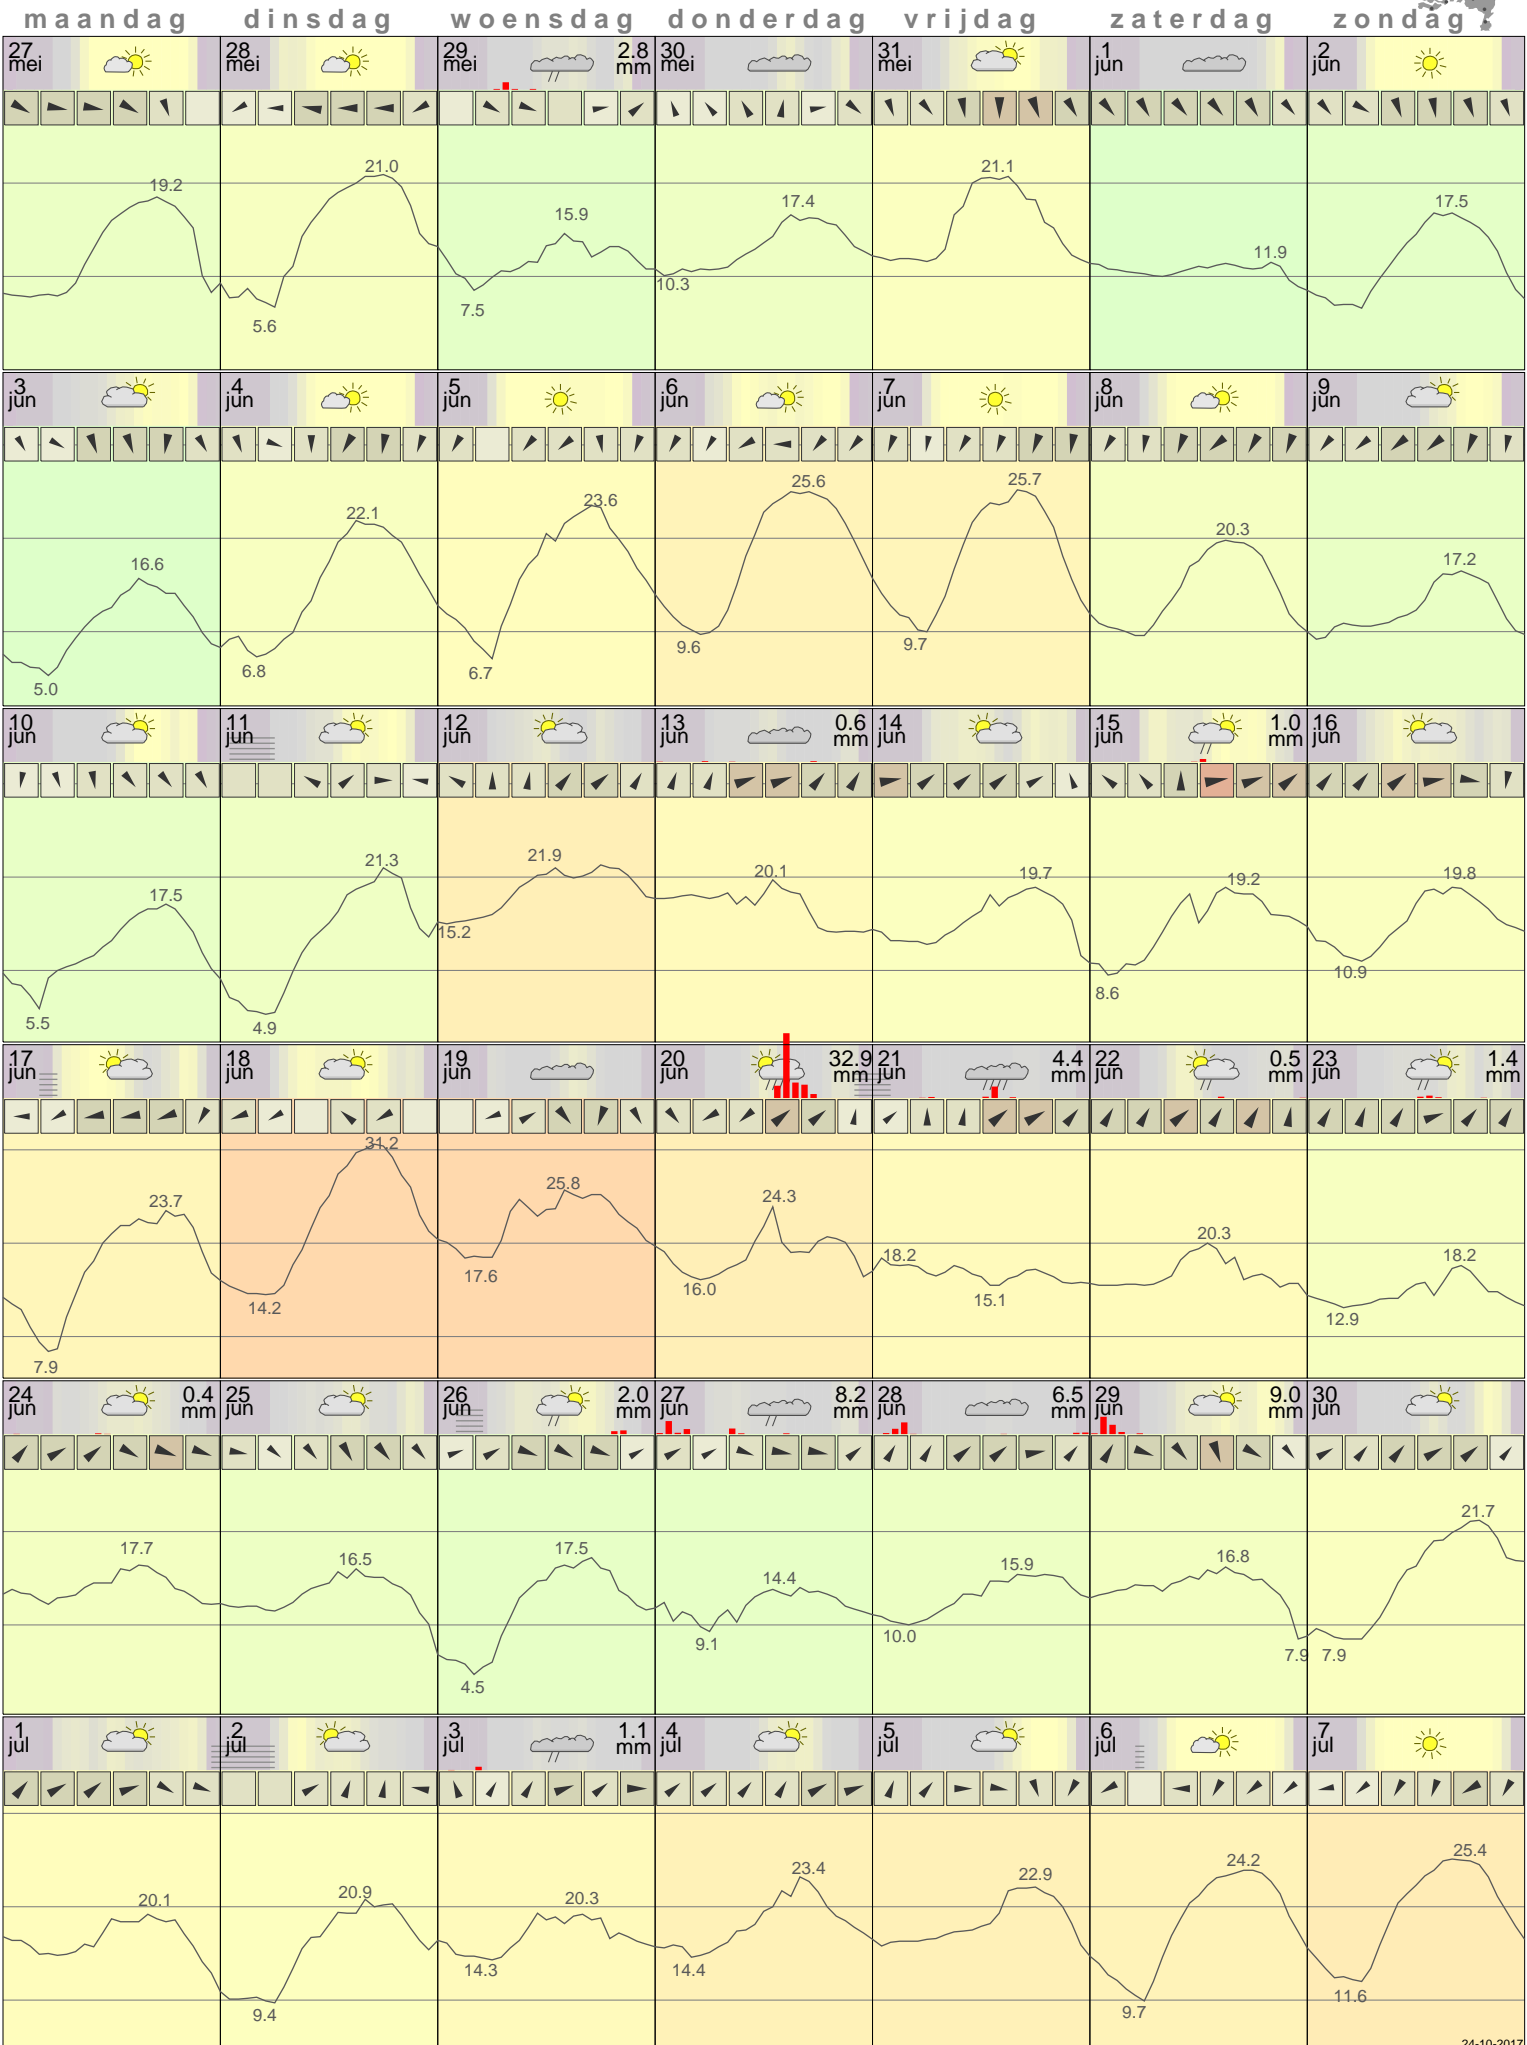 maandag dinsdag woensdag donderdag vrijdag zaterdag zondag
27 mei 28 mei 29 mei 2.8 mm 30 mei 31 mei 1 jun 2 jun
19.2 21.0 15.9 17.4 21.1 11.9 17.5
5.6 7.5 10.3
3 jun 4 jun 5 jun 6 jun 7 jun 8 jun 9 jun
16.6 22.1 23.6 25.6 25.7 20.3 17.2
5.0 6.8 6.7 9.6 9.7
10 jun 11 jun 12 jun 13 jun 0.6 mm 14 jun 15 jun 1.0 mm 16 jun
17.5 21.3 21.9 20.1 19.7 19.2 19.8
5.5 4.9 15.2 8.6 10.9
17 jun 18 jun 19 jun 20 jun 32.9 mm 21 jun 4.4 mm 22 jun 0.5 mm 23 jun 1.4 mm
23.7 31.2 25.8 24.3 18.2 20.3 18.2
7.9 14.2 17.6 16.0 15.1 12.9
24 jun 0.4 mm 25 jun 26 jun 2.0 mm 27 jun 8.2 mm 28 jun 6.5 mm 29 jun 9.0 mm 30 jun
17.7 16.5 17.5 14.4 15.9 16.8 21.7
4.5 9.1 10.0 7.9 7.9
1 jul 2 jul 3 jul 1.1 mm 4 jul 5 jul 6 jul 7 jul
20.1 20.9 20.3 23.4 22.9 24.2 25.4
9.4 14.3 14.4 9.7 11.6
24-10-2017